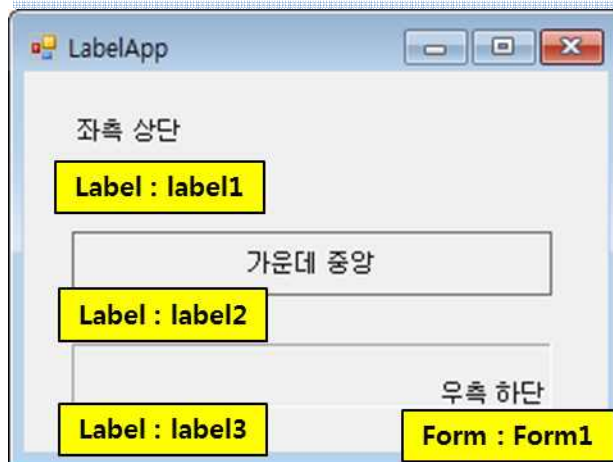 LabelApp
좌측 상단
Label : label1
가운데 중앙
Label : label2
우측 하단
Label : label3
Form : Form1